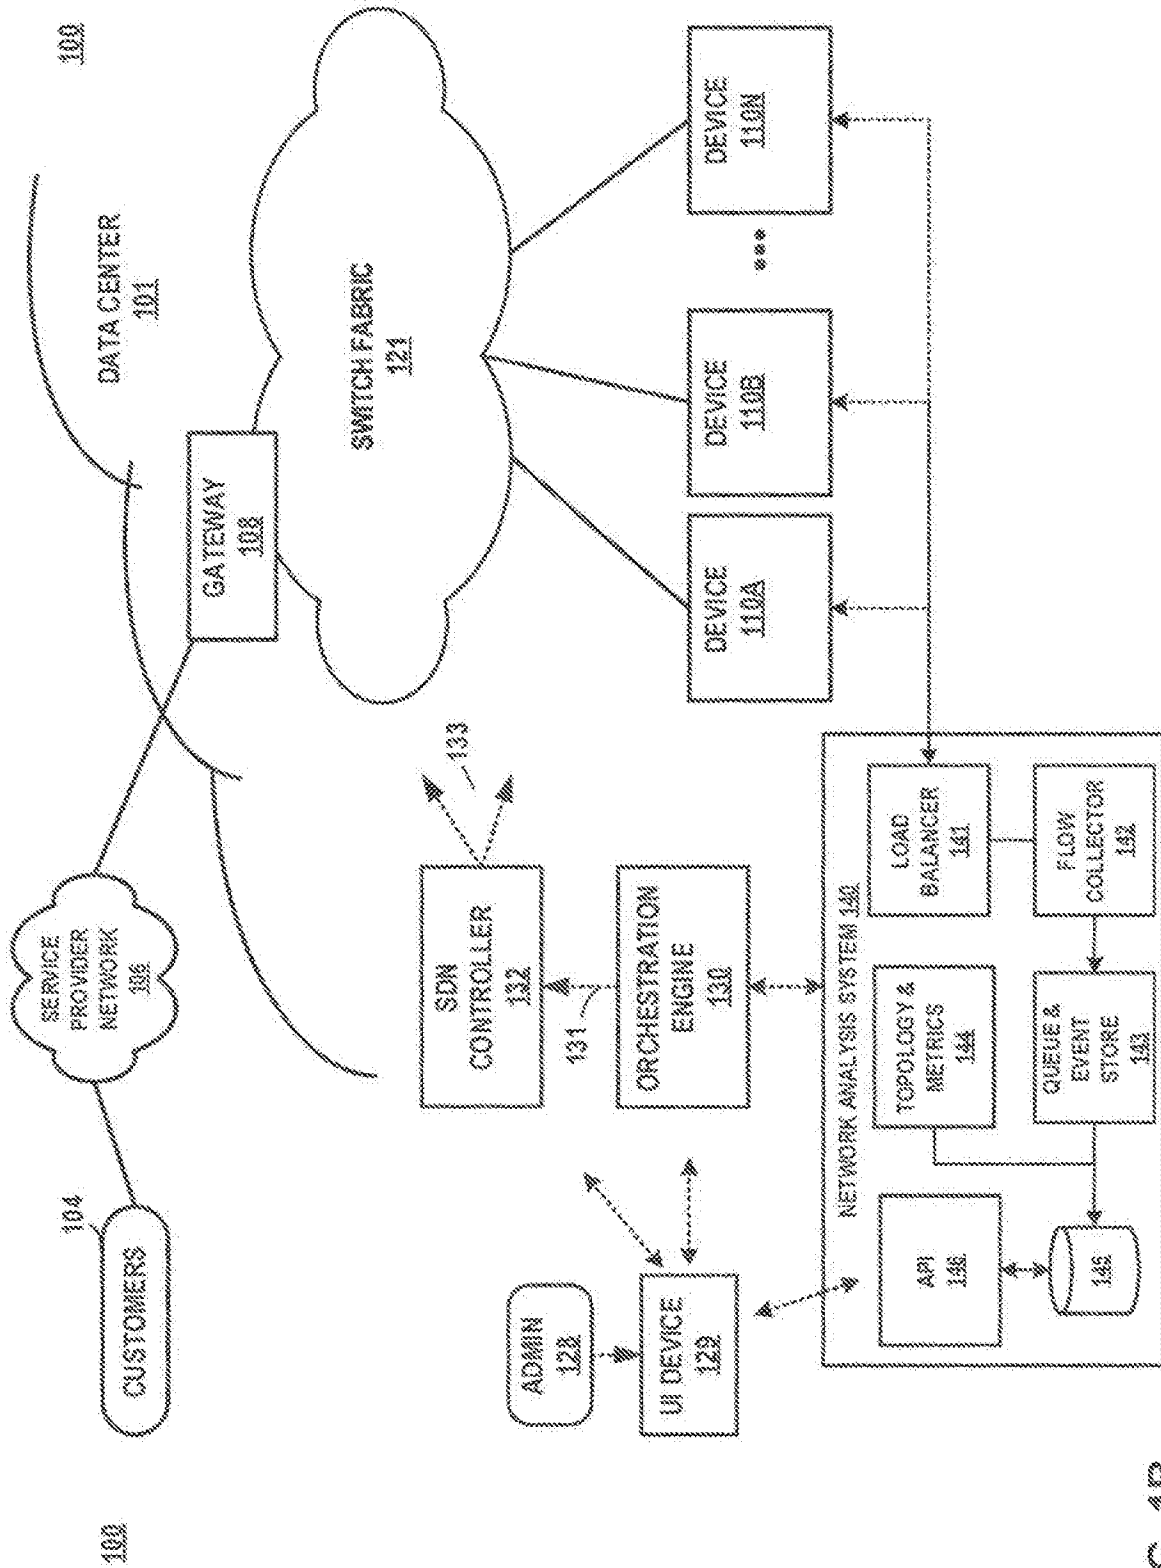 100
100
CUSTOMERS
104
SERVICE
PROVIDER
NETWORK
106
DATA CENTER
101
GATEWAY
108
SWITCH FABRIC
121
SDN
CONTROLLER
132
133
131
ORCHESTRATION
ENGINE
130
ADMIN
128
UI DEVICE
129
DEVICE
110A
DEVICE
110B
...
DEVICE
110N
NETWORK ANALYSIS SYSTEM 140
API
146
TOPOLOGY &
METRICS
144
LOAD
BALANCER
141
145
QUEUE &
EVENT
STORE
143
FLOW
COLLECTOR
142